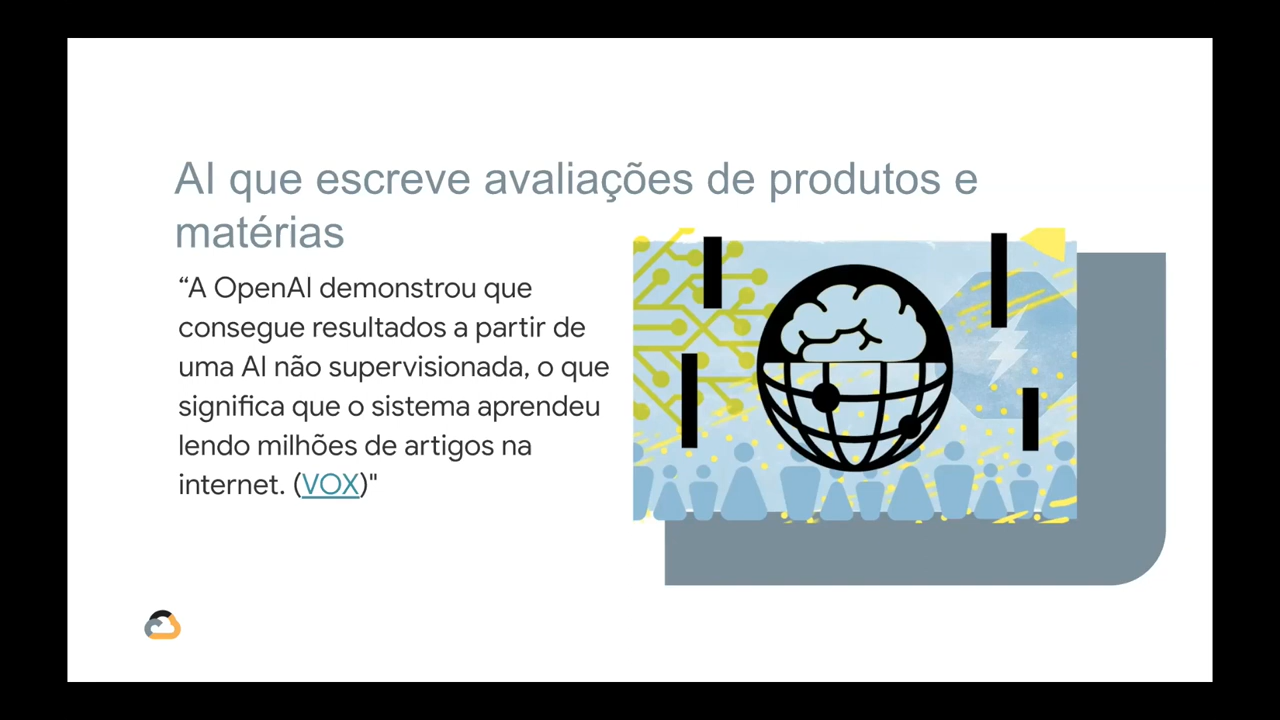 AI que escreve avaliações de produtos e
matérias
“A OpenAI demonstrou que
consegue resultados a partir de
uma AI não supervisionada, o que
significa que o sistema aprendeu
lendo milhões de artigos na
internet. (VOX)"